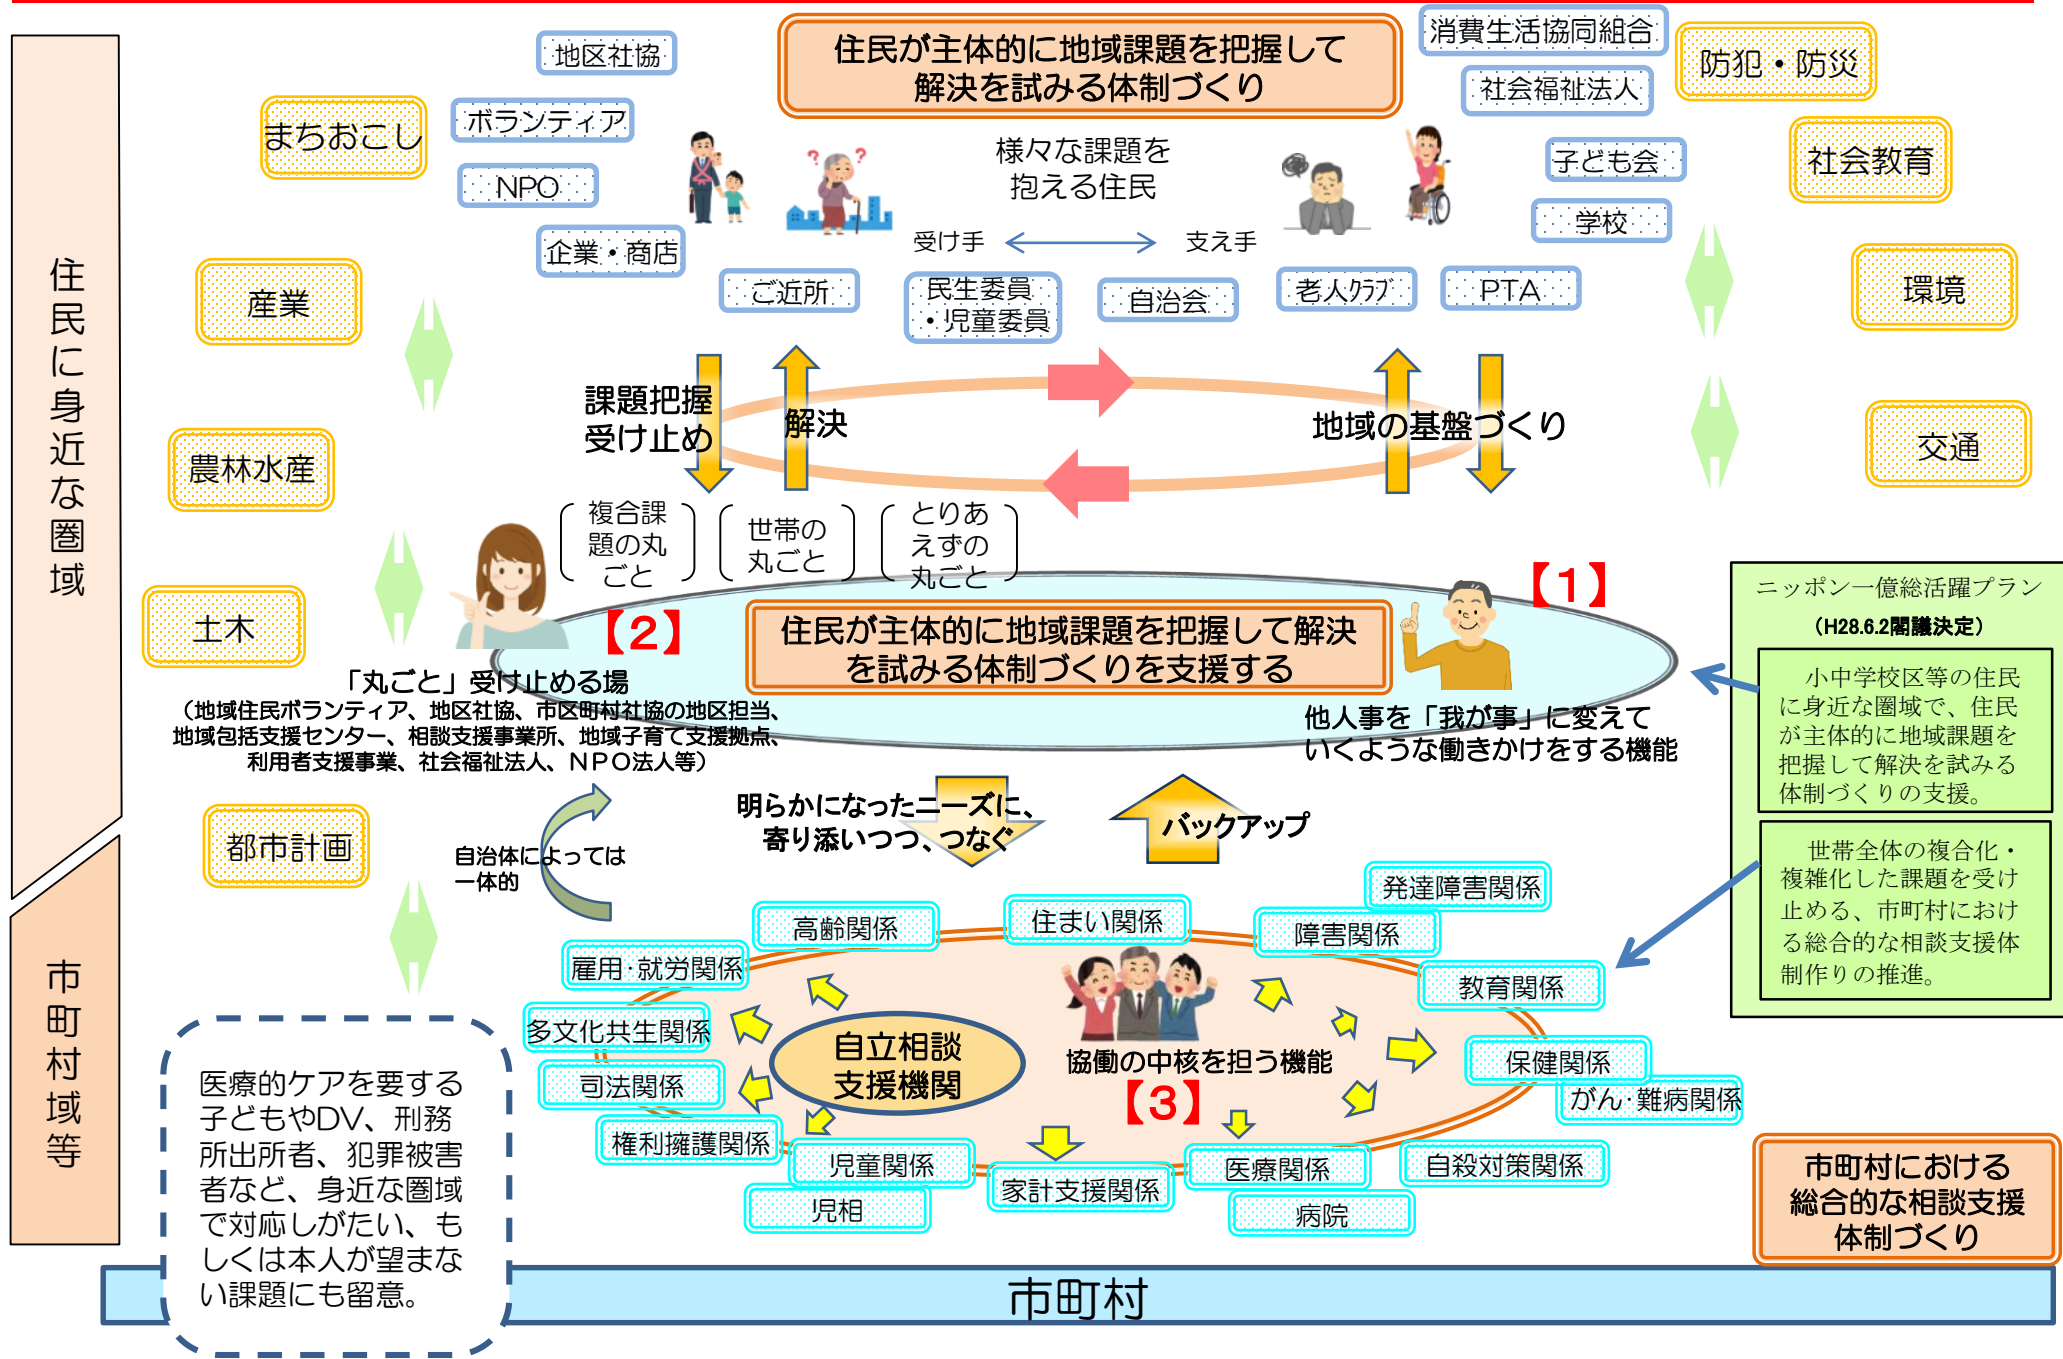 住民に身近な圏域
市町村域等
住民が主体的に地域課題を把握して
解決を試みる体制づくり
地区社協
ボランティア
NPO
企業・商店
ご近所
民生委員
・児童委員
自治会
老人クラブ
PTA
学校
子ども会
社会福祉法人
消費生活協同組合
様々な課題を
抱える住民
受け手
支え手
?
?
まちおこし
産業
農林水産
土木
都市計画
防犯・防災
社会教育
環境
交通
課題把握
受け止め
解決
地域の基盤づくり
複合課
題の丸
ごと
世帯の
丸ごと
とりあ
えずの
丸ごと
【2】
住民が主体的に地域課題を把握して解決
を試みる体制づくりを支援する
【1】
「丸ごと」受け止める場
（地域住民ボランティア、地区社協、市区町村社協の地区担当、
地域包括支援センター、相談支援事業所、地域子育て支援拠点、
利用者支援事業、社会福祉法人、NPO法人等）
他人事を「我が事」に変えて
いくような働きかけをする機能
ニッポン一億総活躍プラン
（H28.6.2閣議決定）
小中学校区等の住民
に身近な圏域で、住民
が主体的に地域課題を
把握して解決を試みる
体制づくりの支援。
世帯全体の複合化・
複雑化した課題を受け
止める、市町村におけ
る総合的な相談支援体
制作りの推進。
明らかになったニーズに、
寄り添いつつ、つなぐ
バックアップ
自治体によっては
一体的
高齢関係
住まい関係
発達障害関係
障害関係
雇用・就労関係
教育関係
多文化共生関係
保健関係
司法関係
がん・難病関係
権利擁護関係
児童関係
児相
家計支援関係
医療関係
病院
自殺対策関係
自立相談
支援機関
協働の中核を担う機能
【3】
医療的ケアを要する
子どもやDV、刑務
所出所者、犯罪被害
者など、身近な圏域
で対応しがたい、も
しくは本人が望まな
い課題にも留意。
市町村における
総合的な相談支援
体制づくり
市町村